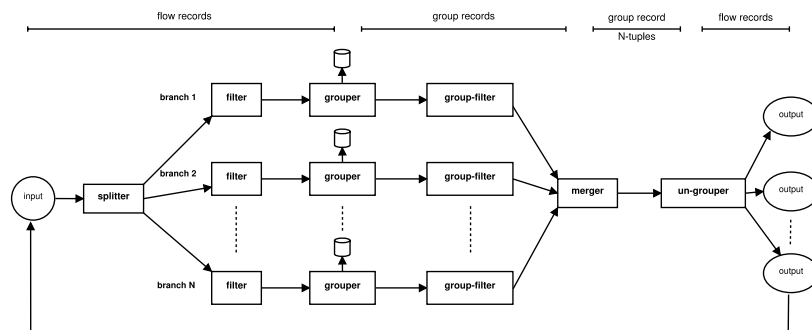 flow records
group records
group record
N-tuples
flow records
branch 1
filter
grouper
group-filter
output
branch 2
filter
grouper
group-filter
input
splitter
merger
un-grouper
output
branch N
filter
grouper
group-filter
output